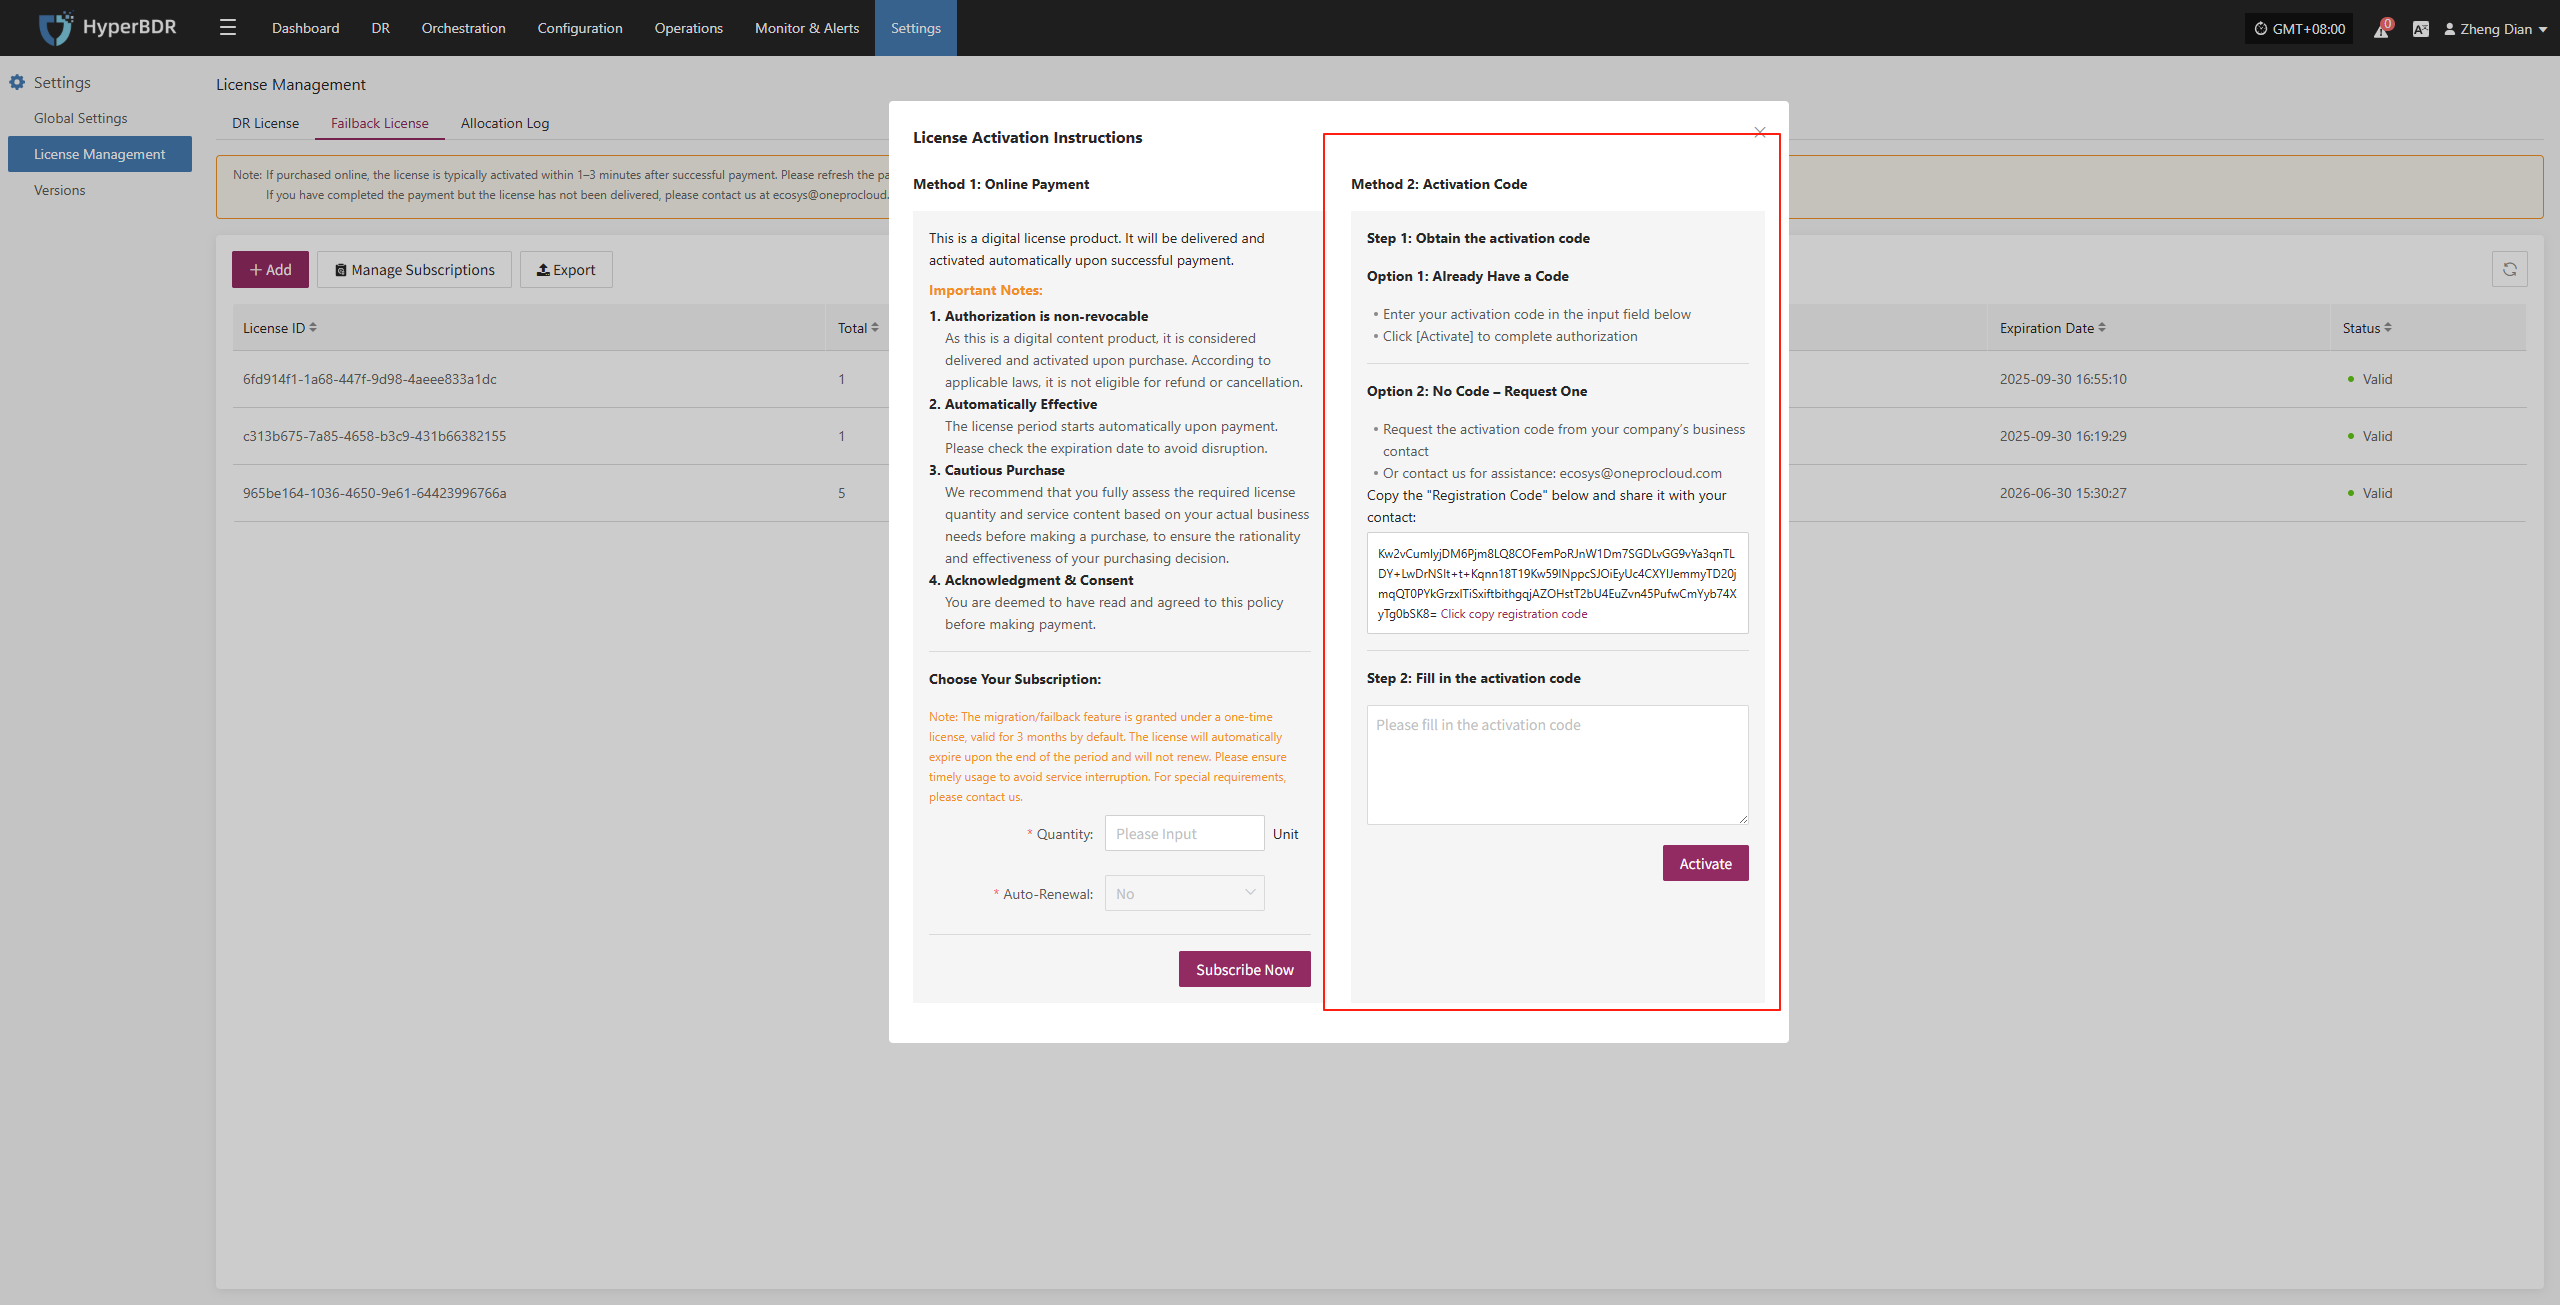 HyperBDR
Dashboard
DR
Orchestration
Configuration
Operations
Monitor & Alerts
Settings
GMT+08:00
0
Zheng Dian
Settings
Global Settings
License Management
Versions
License Management
DR License
Failback License
Allocation Log
Note: If purchased online, the license is typically activated within 1–3 minutes after successful payment. Please refresh the pa
If you have completed the payment but the license has not been delivered, please contact us at ecosys@oneprocloud.
+ Add
Manage Subscriptions
Export
License ID
Total
Expiration Date
Status
6fd914f1-1a68-447f-9d98-4aeee833a1dc
1
2025-09-30 16:55:10
Valid
c313b675-7a85-4658-b3c9-431b66382155
1
2025-09-30 16:19:29
Valid
965be164-1036-4650-9e61-64423996766a
5
2026-06-30 15:30:27
Valid
License Activation Instructions
Method 1: Online Payment
This is a digital license product. It will be delivered and
activated automatically upon successful payment.
Important Notes:
1. Authorization is non-revocable
As this is a digital content product, it is considered
delivered and activated upon purchase. According to
applicable laws, it is not eligible for refund or cancellation.
2. Automatically Effective
The license period starts automatically upon payment.
Please check the expiration date to avoid disruption.
3. Cautious Purchase
We recommend that you fully assess the required license
quantity and service content based on your actual business
needs before making a purchase, to ensure the rationality
and effectiveness of your purchasing decision.
4. Acknowledgment & Consent
You are deemed to have read and agreed to this policy
before making payment.
Choose Your Subscription:
Note: The migration/failback feature is granted under a one-time
license, valid for 3 months by default. The license will automatically
expire upon the end of the period and will not renew. Please ensure
timely usage to avoid service interruption. For special requirements,
please contact us.
* Quantity:
Please Input
Unit
* Auto-Renewal:
No
Subscribe Now
Method 2: Activation Code
Step 1: Obtain the activation code
Option 1: Already Have a Code
• Enter your activation code in the input field below
• Click [Activate] to complete authorization
Option 2: No Code – Request One
• Request the activation code from your company’s business
contact
• Or contact us for assistance: ecosys@oneprocloud.com
Copy the "Registration Code" below and share it with your
contact:
Kw2vCumlyjDM6Pjm8LQ8COFemPoRJnW1Dm7SGDLvGG9vYa3qnTL
DY+LwDrNSIt+t+Kqnn18T19Kw59INppcSJOiEyUc4CXYIJemmyTD20j
mqQT0PYkGrzxITiSxiftbithgqjAZOHstT2bU4EuZvn45PufwCmYyb74X
yTg0bSK8= Click copy registration code
Step 2: Fill in the activation code
Please fill in the activation code
Activate